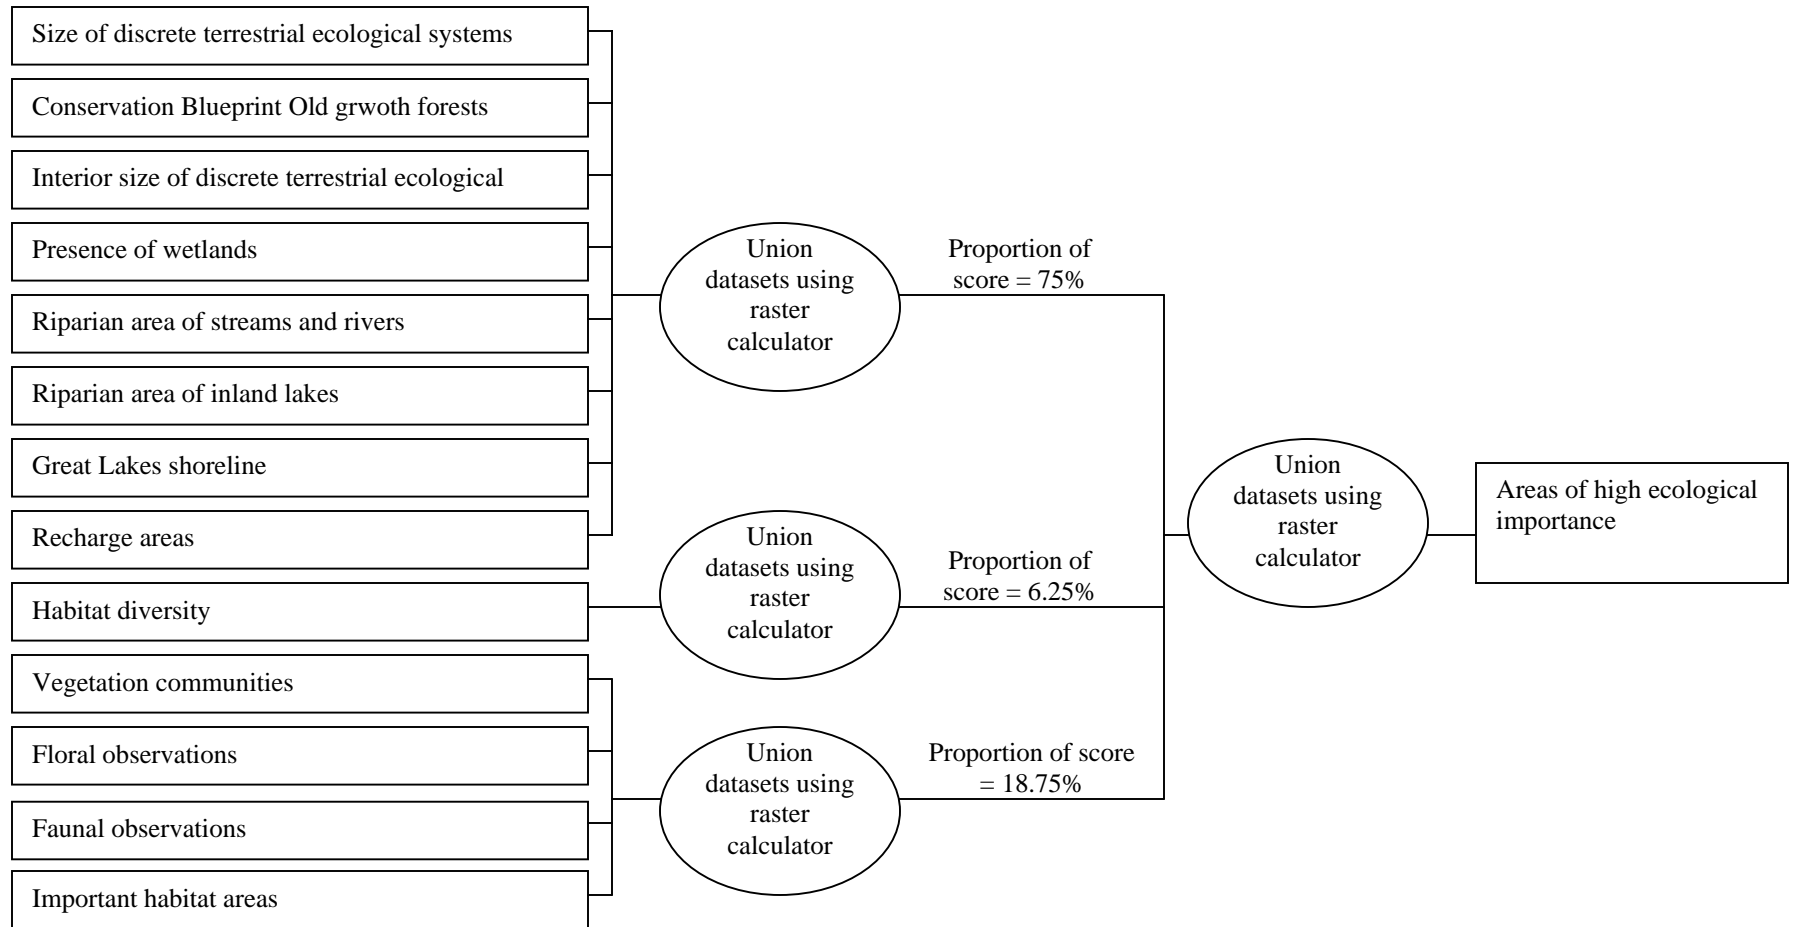 Size of discrete terrestrial ecological systems
Conservation Blueprint Old grwoth forests
Interior size of discrete terrestrial ecological
Presence of wetlands
Riparian area of streams and rivers
Riparian area of inland lakes
Great Lakes shoreline
Recharge areas
Habitat diversity
Vegetation communities
Floral observations
Faunal observations
Important habitat areas
Union
datasets using
raster
calculator
Proportion of
score = 75%
Union
datasets using
raster
calculator
Proportion of
score = 6.25%
Union
datasets using
raster
calculator
Proportion of score
= 18.75%
Union
datasets using
raster
calculator
Areas of high ecological
importance